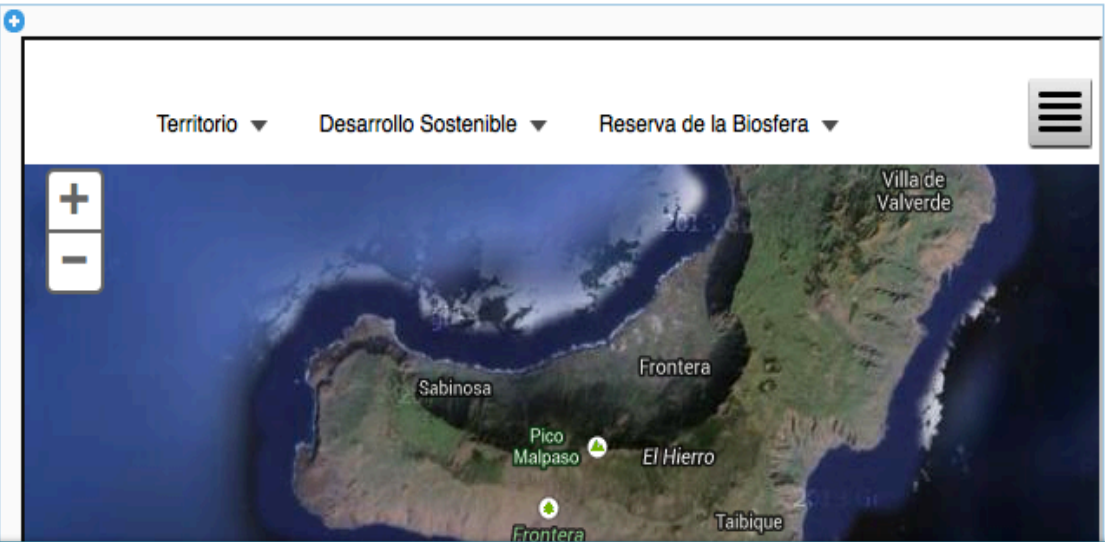 Territorio
Desarrollo Sostenible
Reserva de la Biosfera
Villa de
Valverde
Frontera
Sabinosa
Pico
Malpaso
El Hierro
Frontera
Taibique